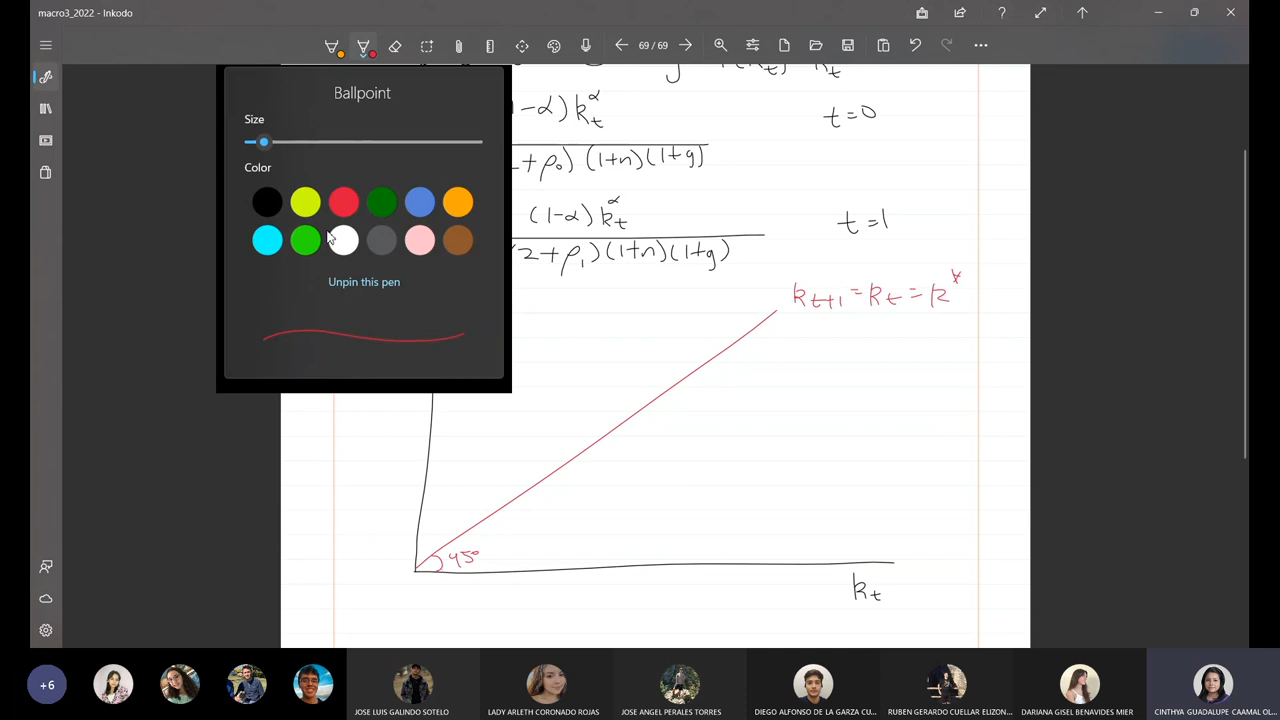 macro3_2022 - Inkodo
69 / 69
Ballpoint
Size
Color
Unpin this pen
-α) k_t^α
t=0
+ρ_0)(1+n)(1+g)
(1-α) k_t^α
t=1
(2+ρ_1)(1+n)(1+g)
k_{t+1} = k_t = k^*
45°
k_t
+6
JOSE LUIS GALINDO SOTELO
LADY ARLETH CORONADO ROJAS
JOSE ANGEL PERALES TORRES
DIEGO ALFONSO DE LA GARZA CU...
RUBEN GERARDO CUELLAR ELIZON...
DARIANA GISEL BENAVIDES MIER
CINTHYA GUADALUPE CAAMAL OL...